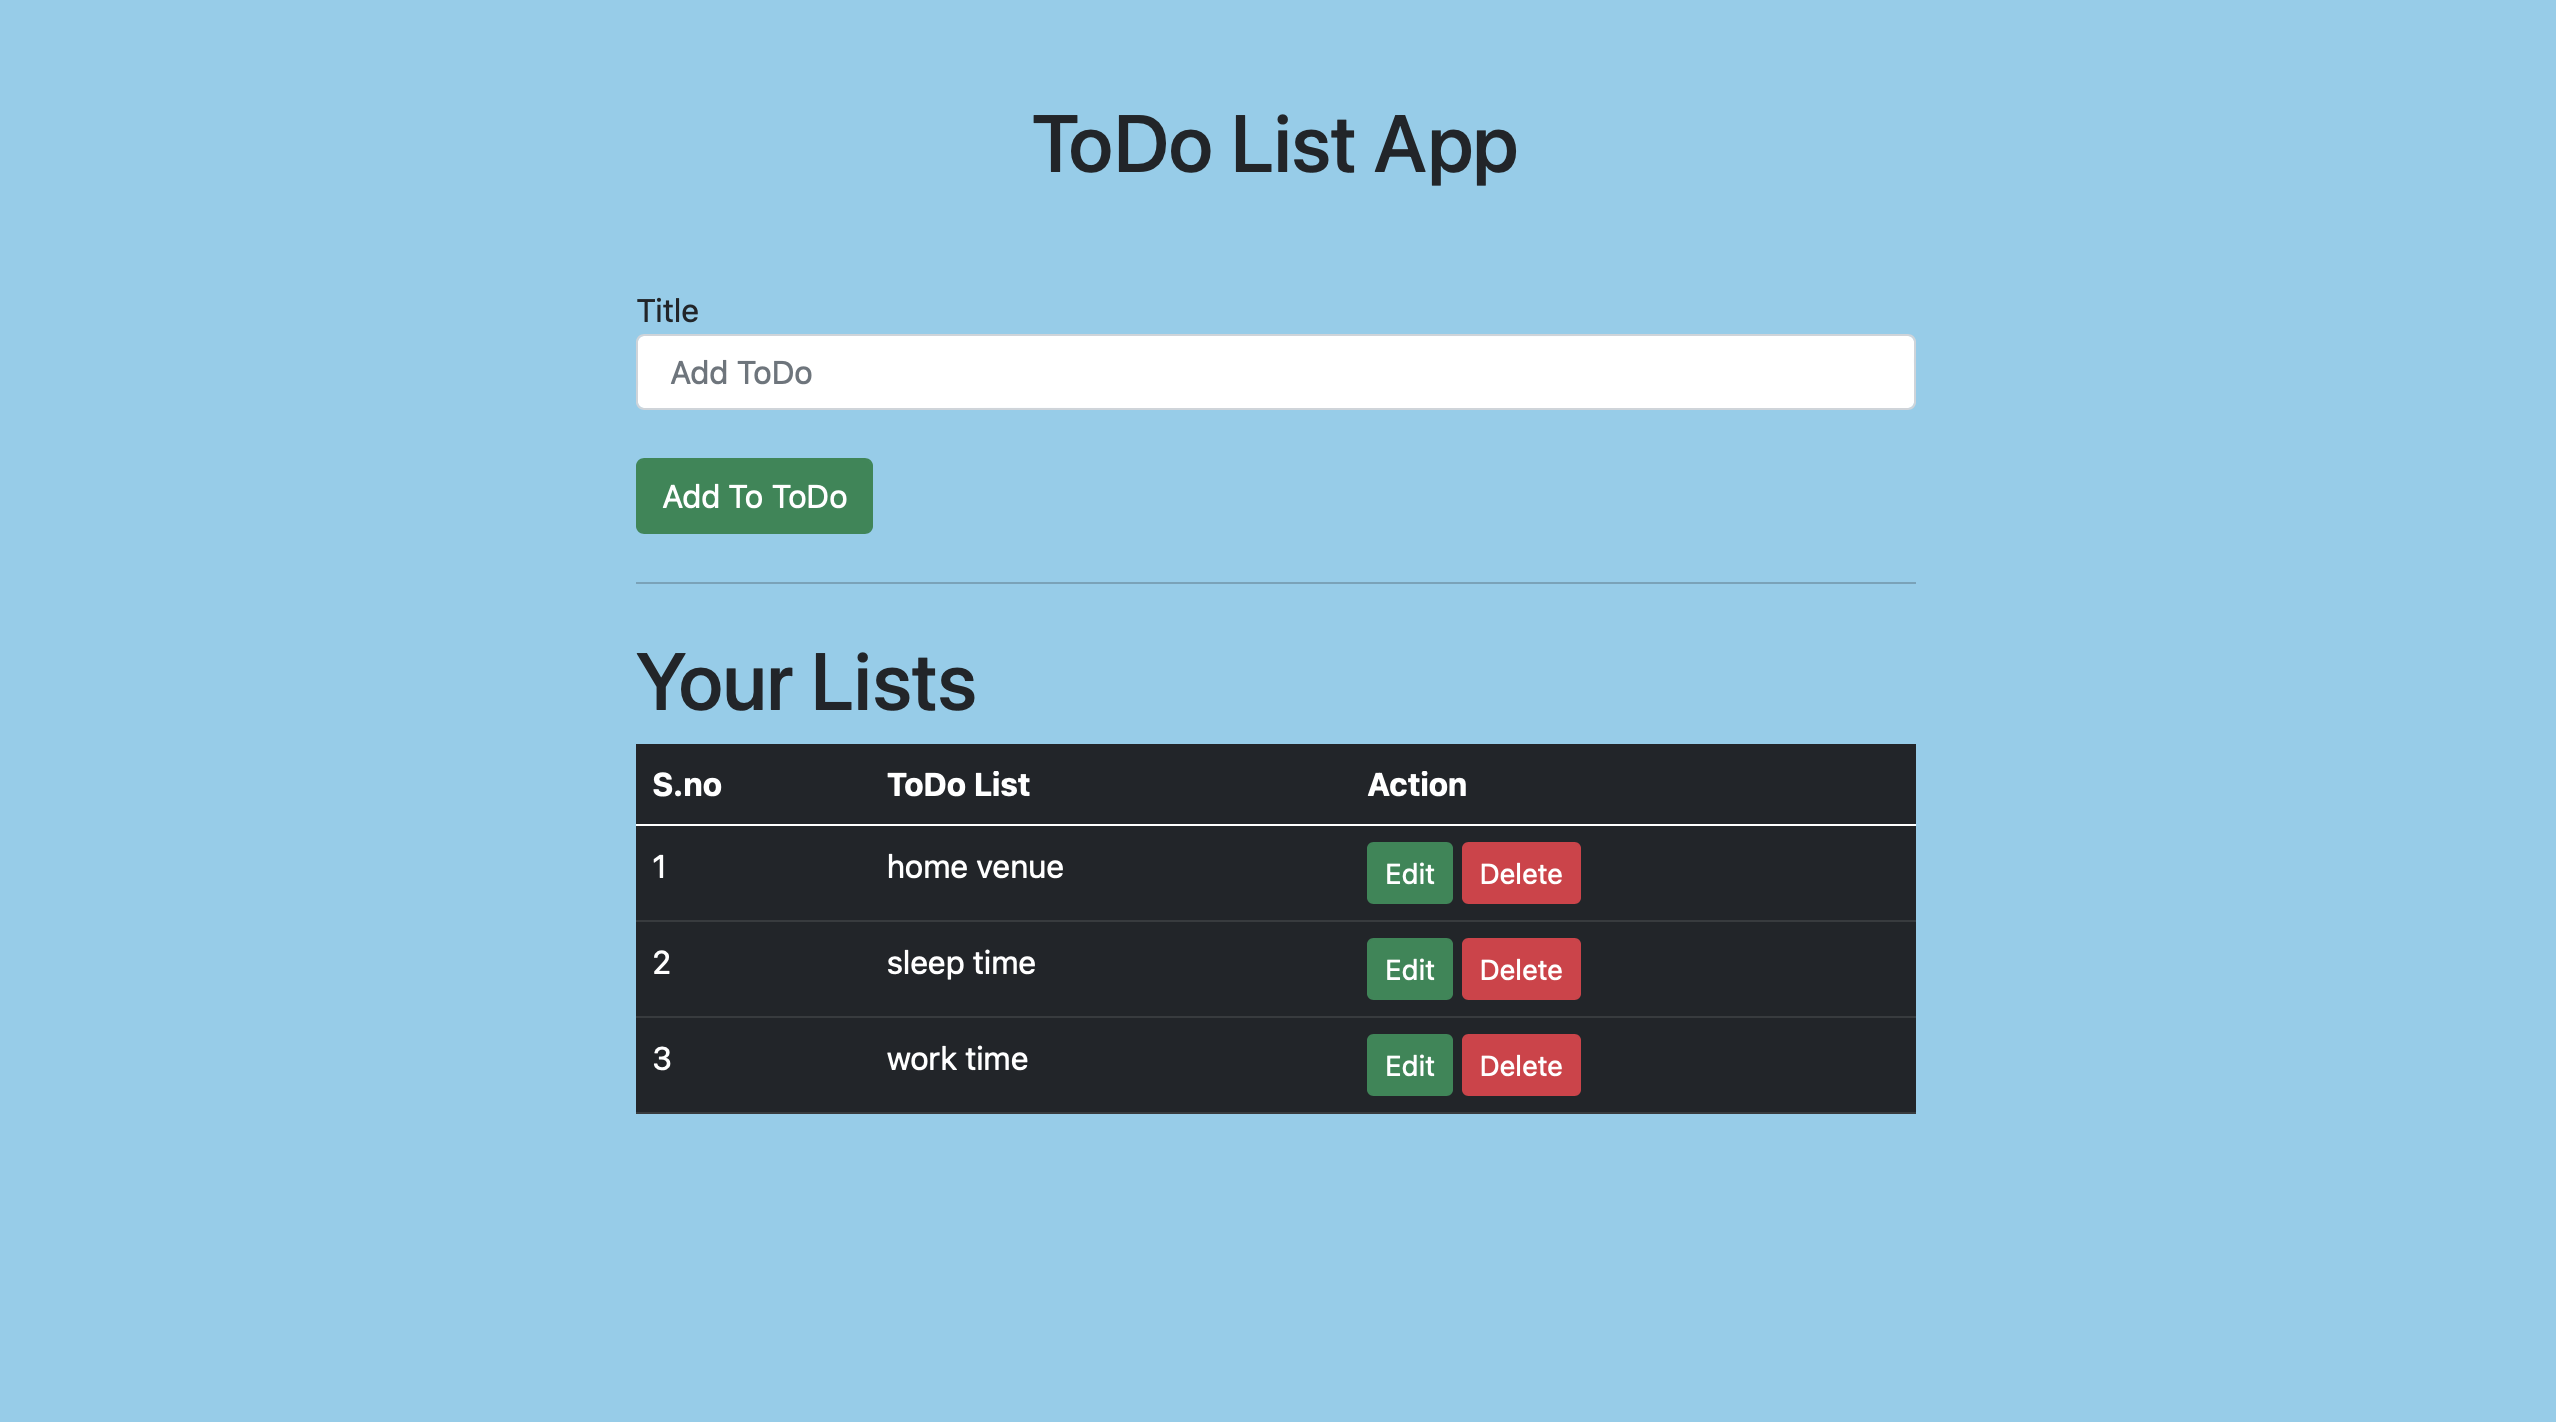 ToDo List App
Title
Add ToDo
Add To ToDo
Your Lists
S.no ToDo List Action
1 home venue Edit Delete
2 sleep time Edit Delete
3 work time Edit Delete